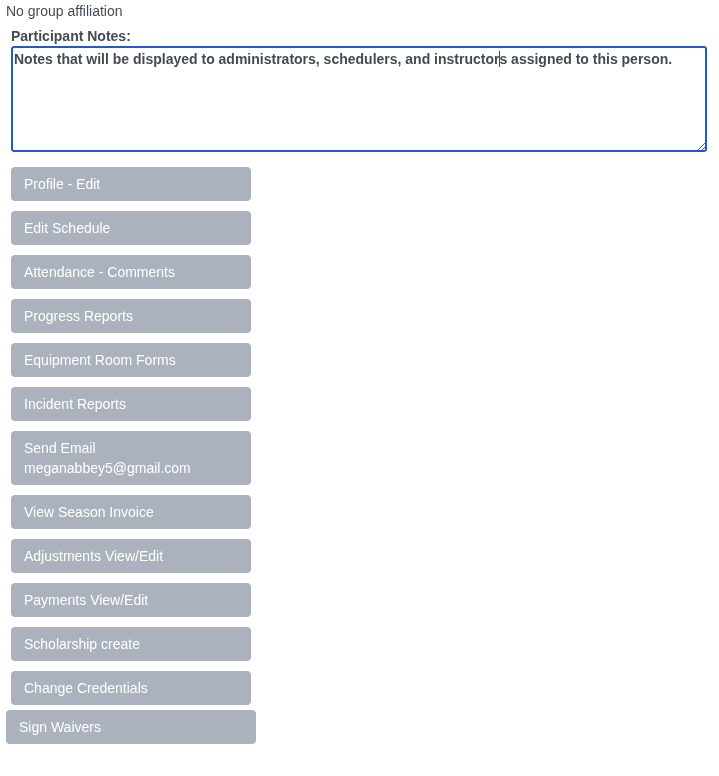 No group affiliation
Participant Notes:
Notes that will be displayed to administrators, schedulers, and instructors assigned to this person.
Profile - Edit
Edit Schedule
Attendance - Comments
Progress Reports
Equipment Room Forms
Incident Reports
Send Email
meganabbey5@gmail.com
View Season Invoice
Adjustments View/Edit
Payments View/Edit
Scholarship create
Change Credentials
Sign Waivers